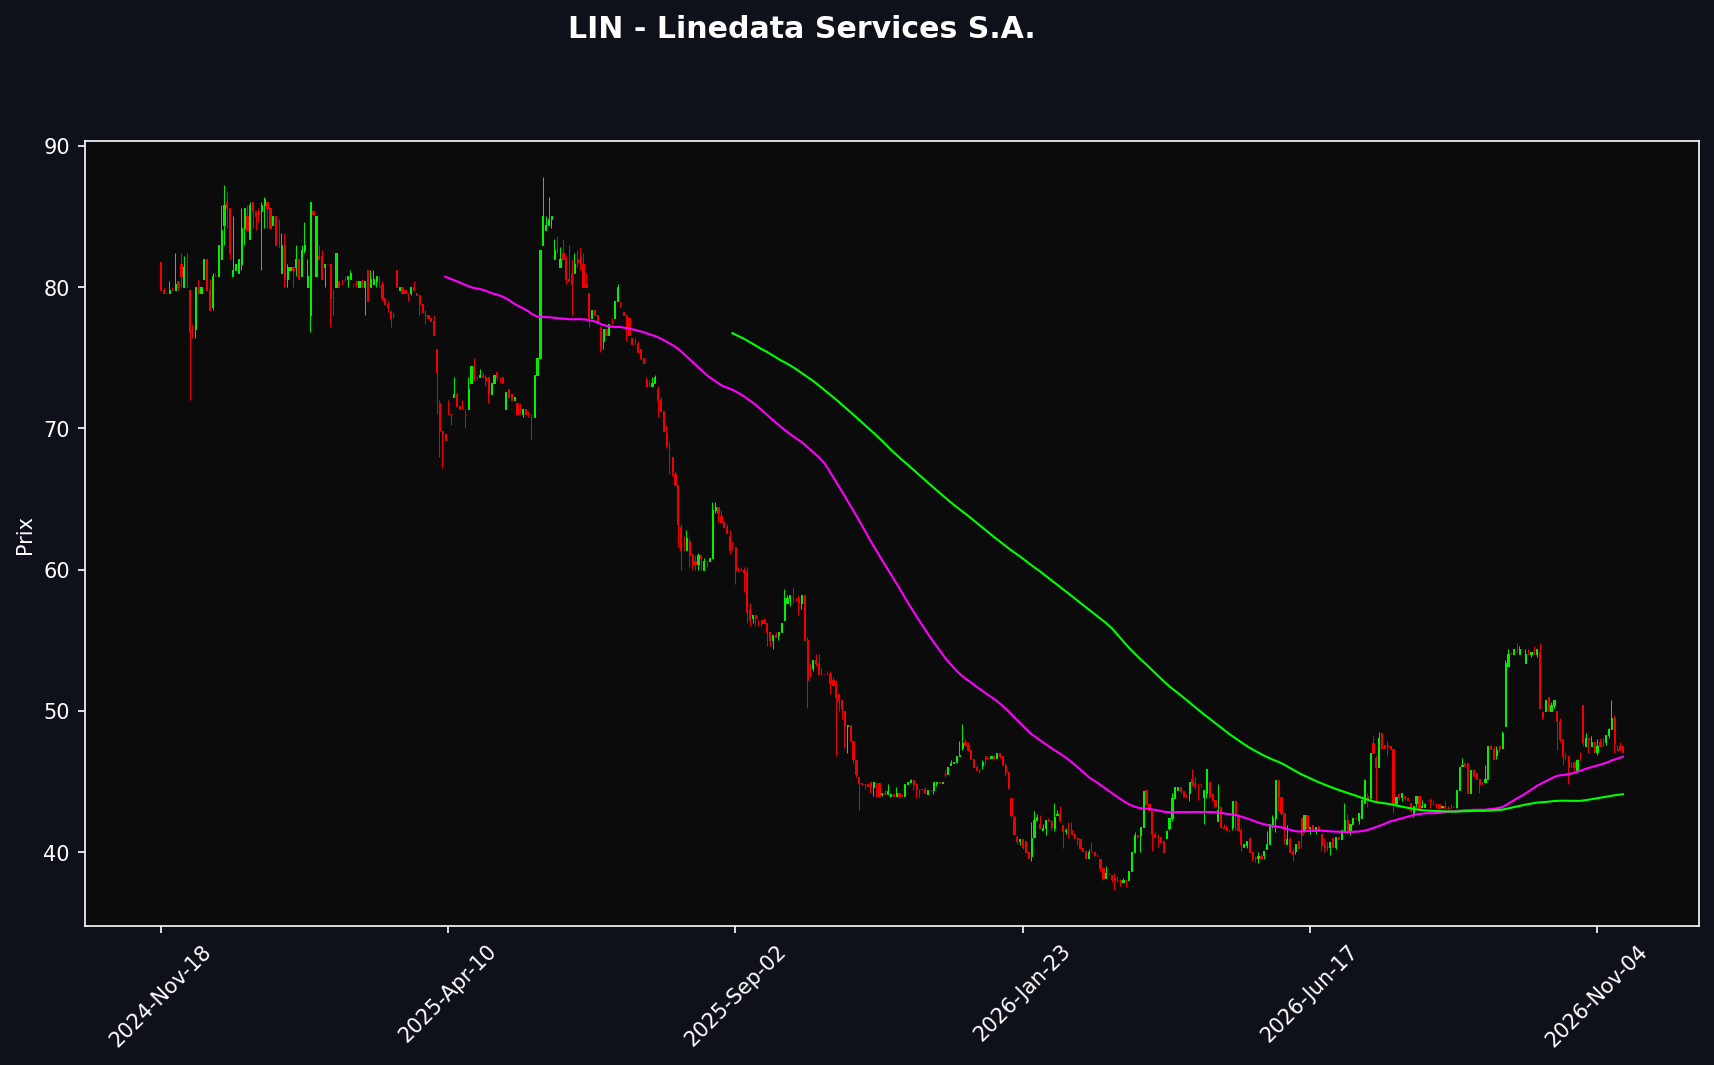 LIN - Linedata Services S.A.
Prix
90
80
70
60
50
40
2024-Nov-18
2025-Apr-10
2025-Sep-02
2026-Jan-23
2026-Jun-17
2026-Nov-04